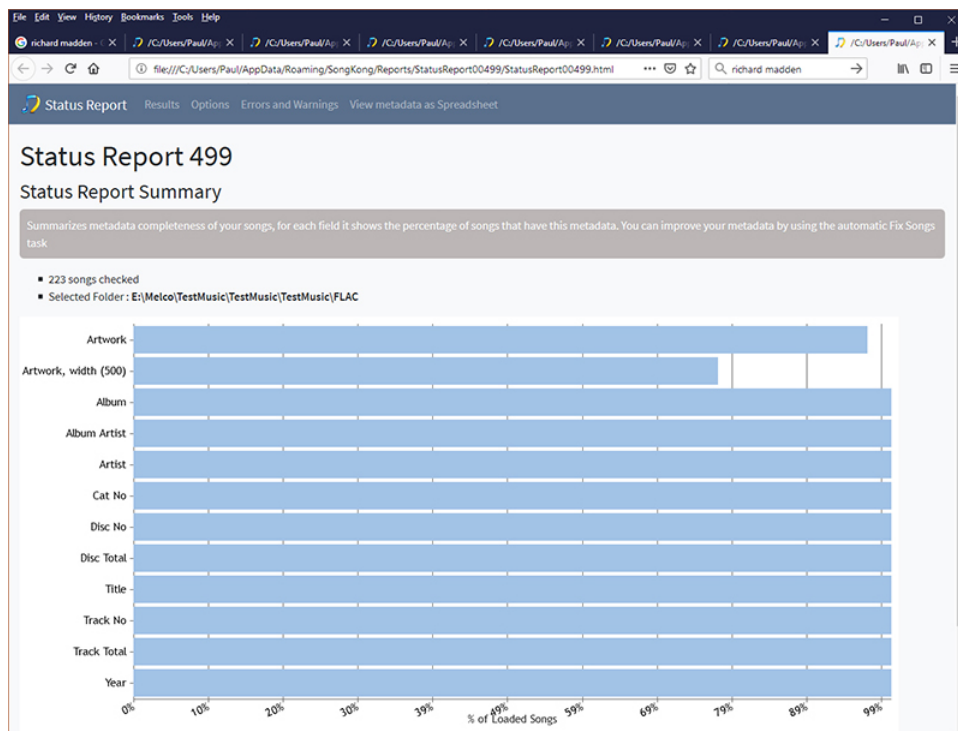 File Edit View History Bookmarks Tools Help
richard madden - /C:/Users/Paul/Ap /C:/Users/Paul/Ap /C:/Users/Paul/Ap /C:/Users/Paul/Ap /C:/Users/Paul/Ap /C:/Users/Paul/Ap /C:/Users/Paul/Ap
file:///C:/Users/Paul/AppData/Roaming/SongKong/Reports/StatusReport00499/StatusReport00499.html richard madden
Status Report Results Options Errors and Warnings View metadata as Spreadsheet
Status Report 499
Status Report Summary
Summarizes metadata completeness of your songs, for each field it shows the percentage of songs that have this metadata. You can improve your metadata by using the automatic Fix Songs
task
223 songs checked
Selected Folder : E:\Melco\TestMusic\TestMusic\TestMusic\FLAC
Artwork
Artwork, width (500)
Album
Album Artist
Artist
Cat No
Disc No
Disc Total
Title
Track No
Track Total
Year
0% 10% 20% 30% 39% 49% 59% 69% 79% 89% 99%
% of Loaded Songs